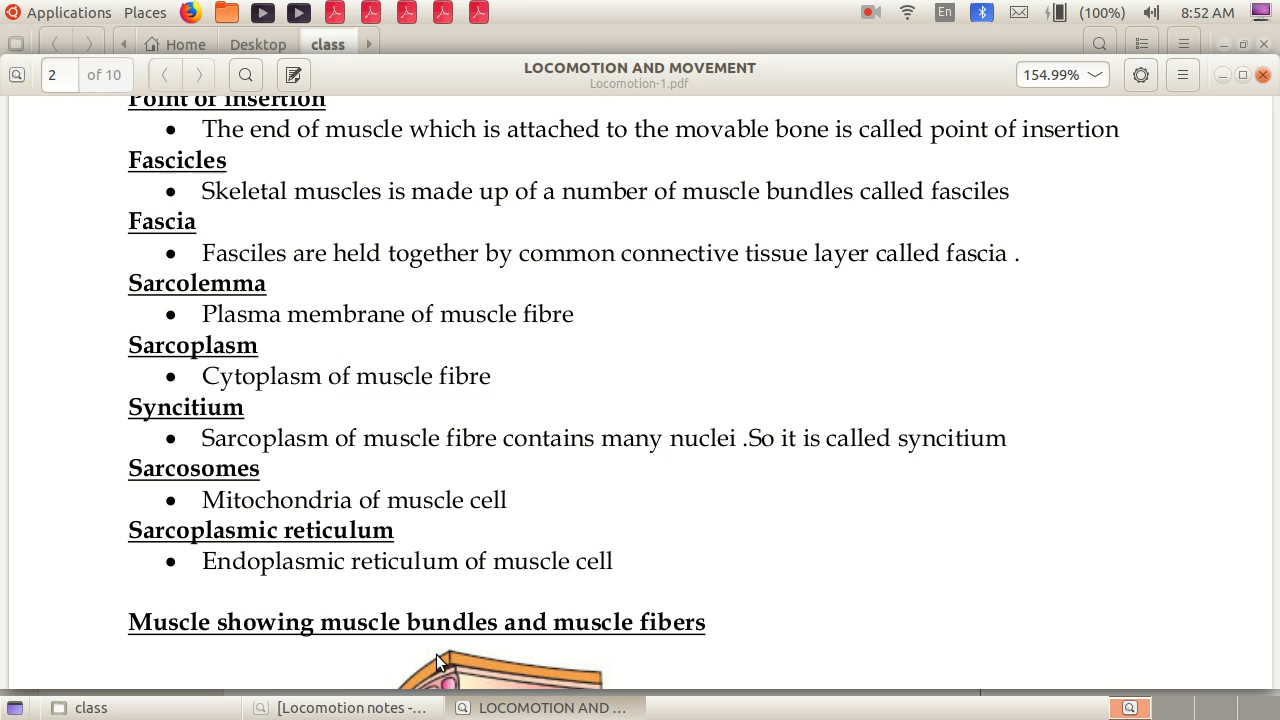 Applications Places En (100%) 8:52 AM
Home Desktop class
2 of 10 LOCOMOTION AND MOVEMENT 154.99%
Locomotion-1.pdf
Point of insertion
• The end of muscle which is attached to the movable bone is called point of insertion
Fascicles
• Skeletal muscles is made up of a number of muscle bundles called fasciles
Fascia
• Fasciles are held together by common connective tissue layer called fascia .
Sarcolemma
• Plasma membrane of muscle fibre
Sarcoplasm
• Cytoplasm of muscle fibre
Syncitium
• Sarcoplasm of muscle fibre contains many nuclei .So it is called syncitium
Sarcosomes
• Mitochondria of muscle cell
Sarcoplasmic reticulum
• Endoplasmic reticulum of muscle cell
Muscle showing muscle bundles and muscle fibers
class [Locomotion notes -... LOCOMOTION AND ...